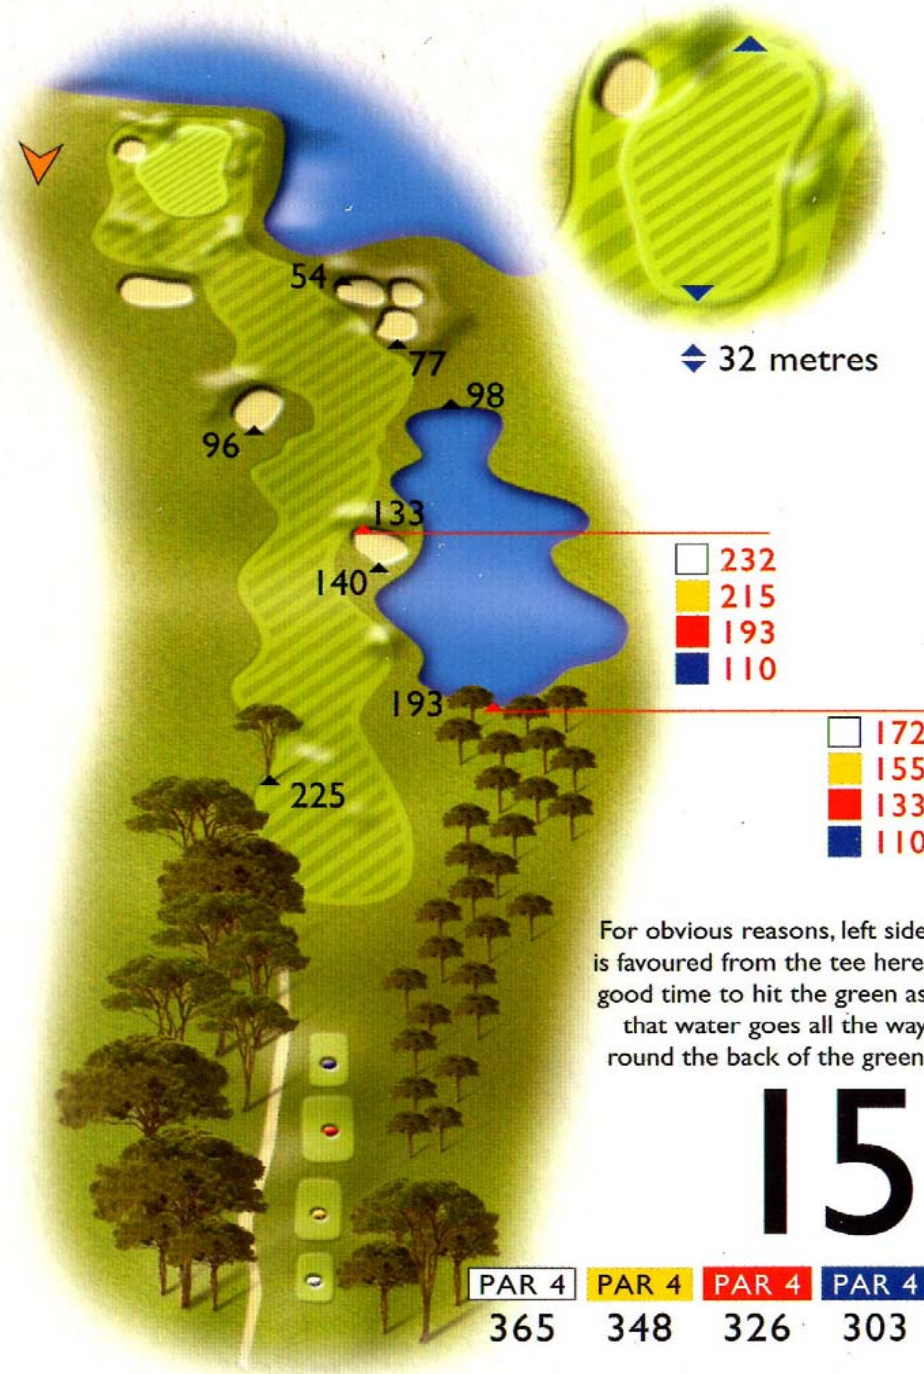 54
32 metres
77
98
96
133
140
232
215
193
110
193
172
155
133
110
225
For obvious reasons, left side
is favoured from the tee here
good time to hit the green as
that water goes all the way
round the back of the green
15
PAR 4 PAR 4 PAR 4 PAR 4
365 348 326 303